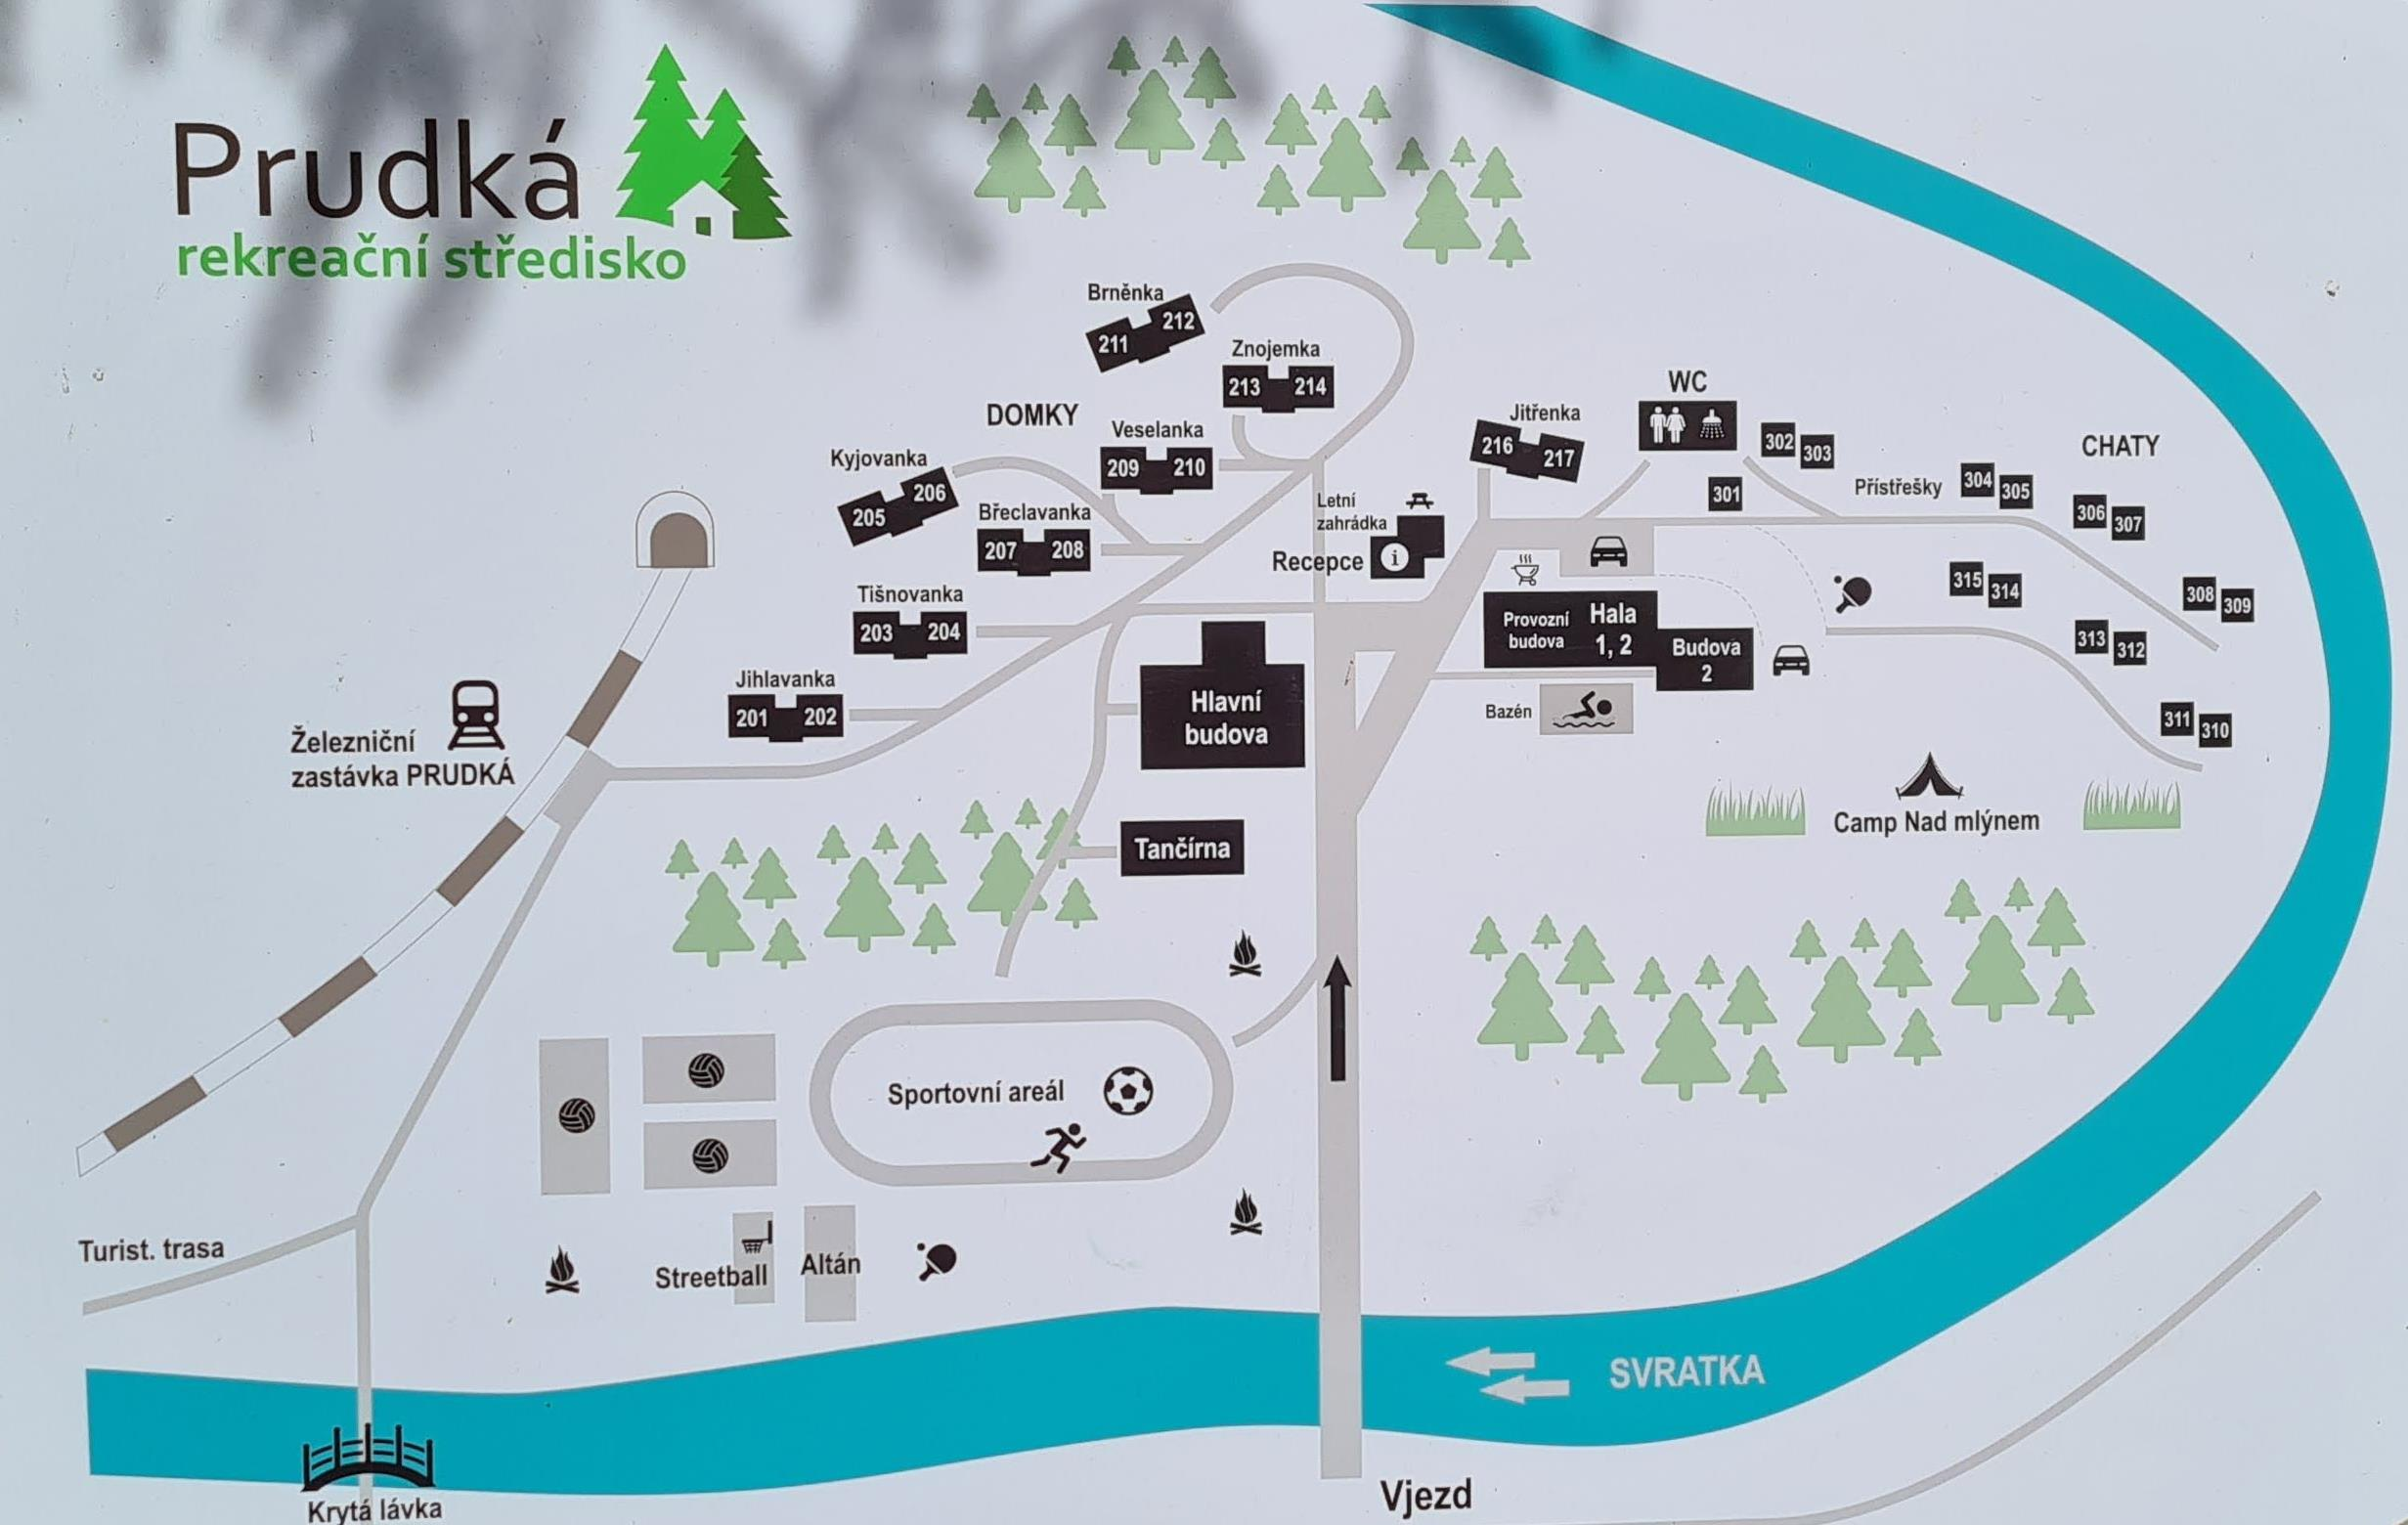 Prudká
rekreační středisko
Brněnka
211 212
Znojemka
213 214
DOMKY
Veselanka
209 210
Kyjovanka
205 206
Břeclavanka
207 208
Tišnovanka
203 204
Jihlavanka
201 202
Jitřenka
216 217
WC
302 303
301
Přístřešky
304 305
CHATY
306 307
308 309
315 314
313 312
311 310
Letní
zahrádka
Recepce
i
Provozní
budova
Hala
1, 2
Budova
2
Bazén
Hlavní
budova
Tančírna
Železniční
zastávka PRUDKÁ
Camp Nad mlýnem
Sportovní areál
Turist. trasa
Streetball
Altán
SVRATKA
Krytá lávka
Vjezd